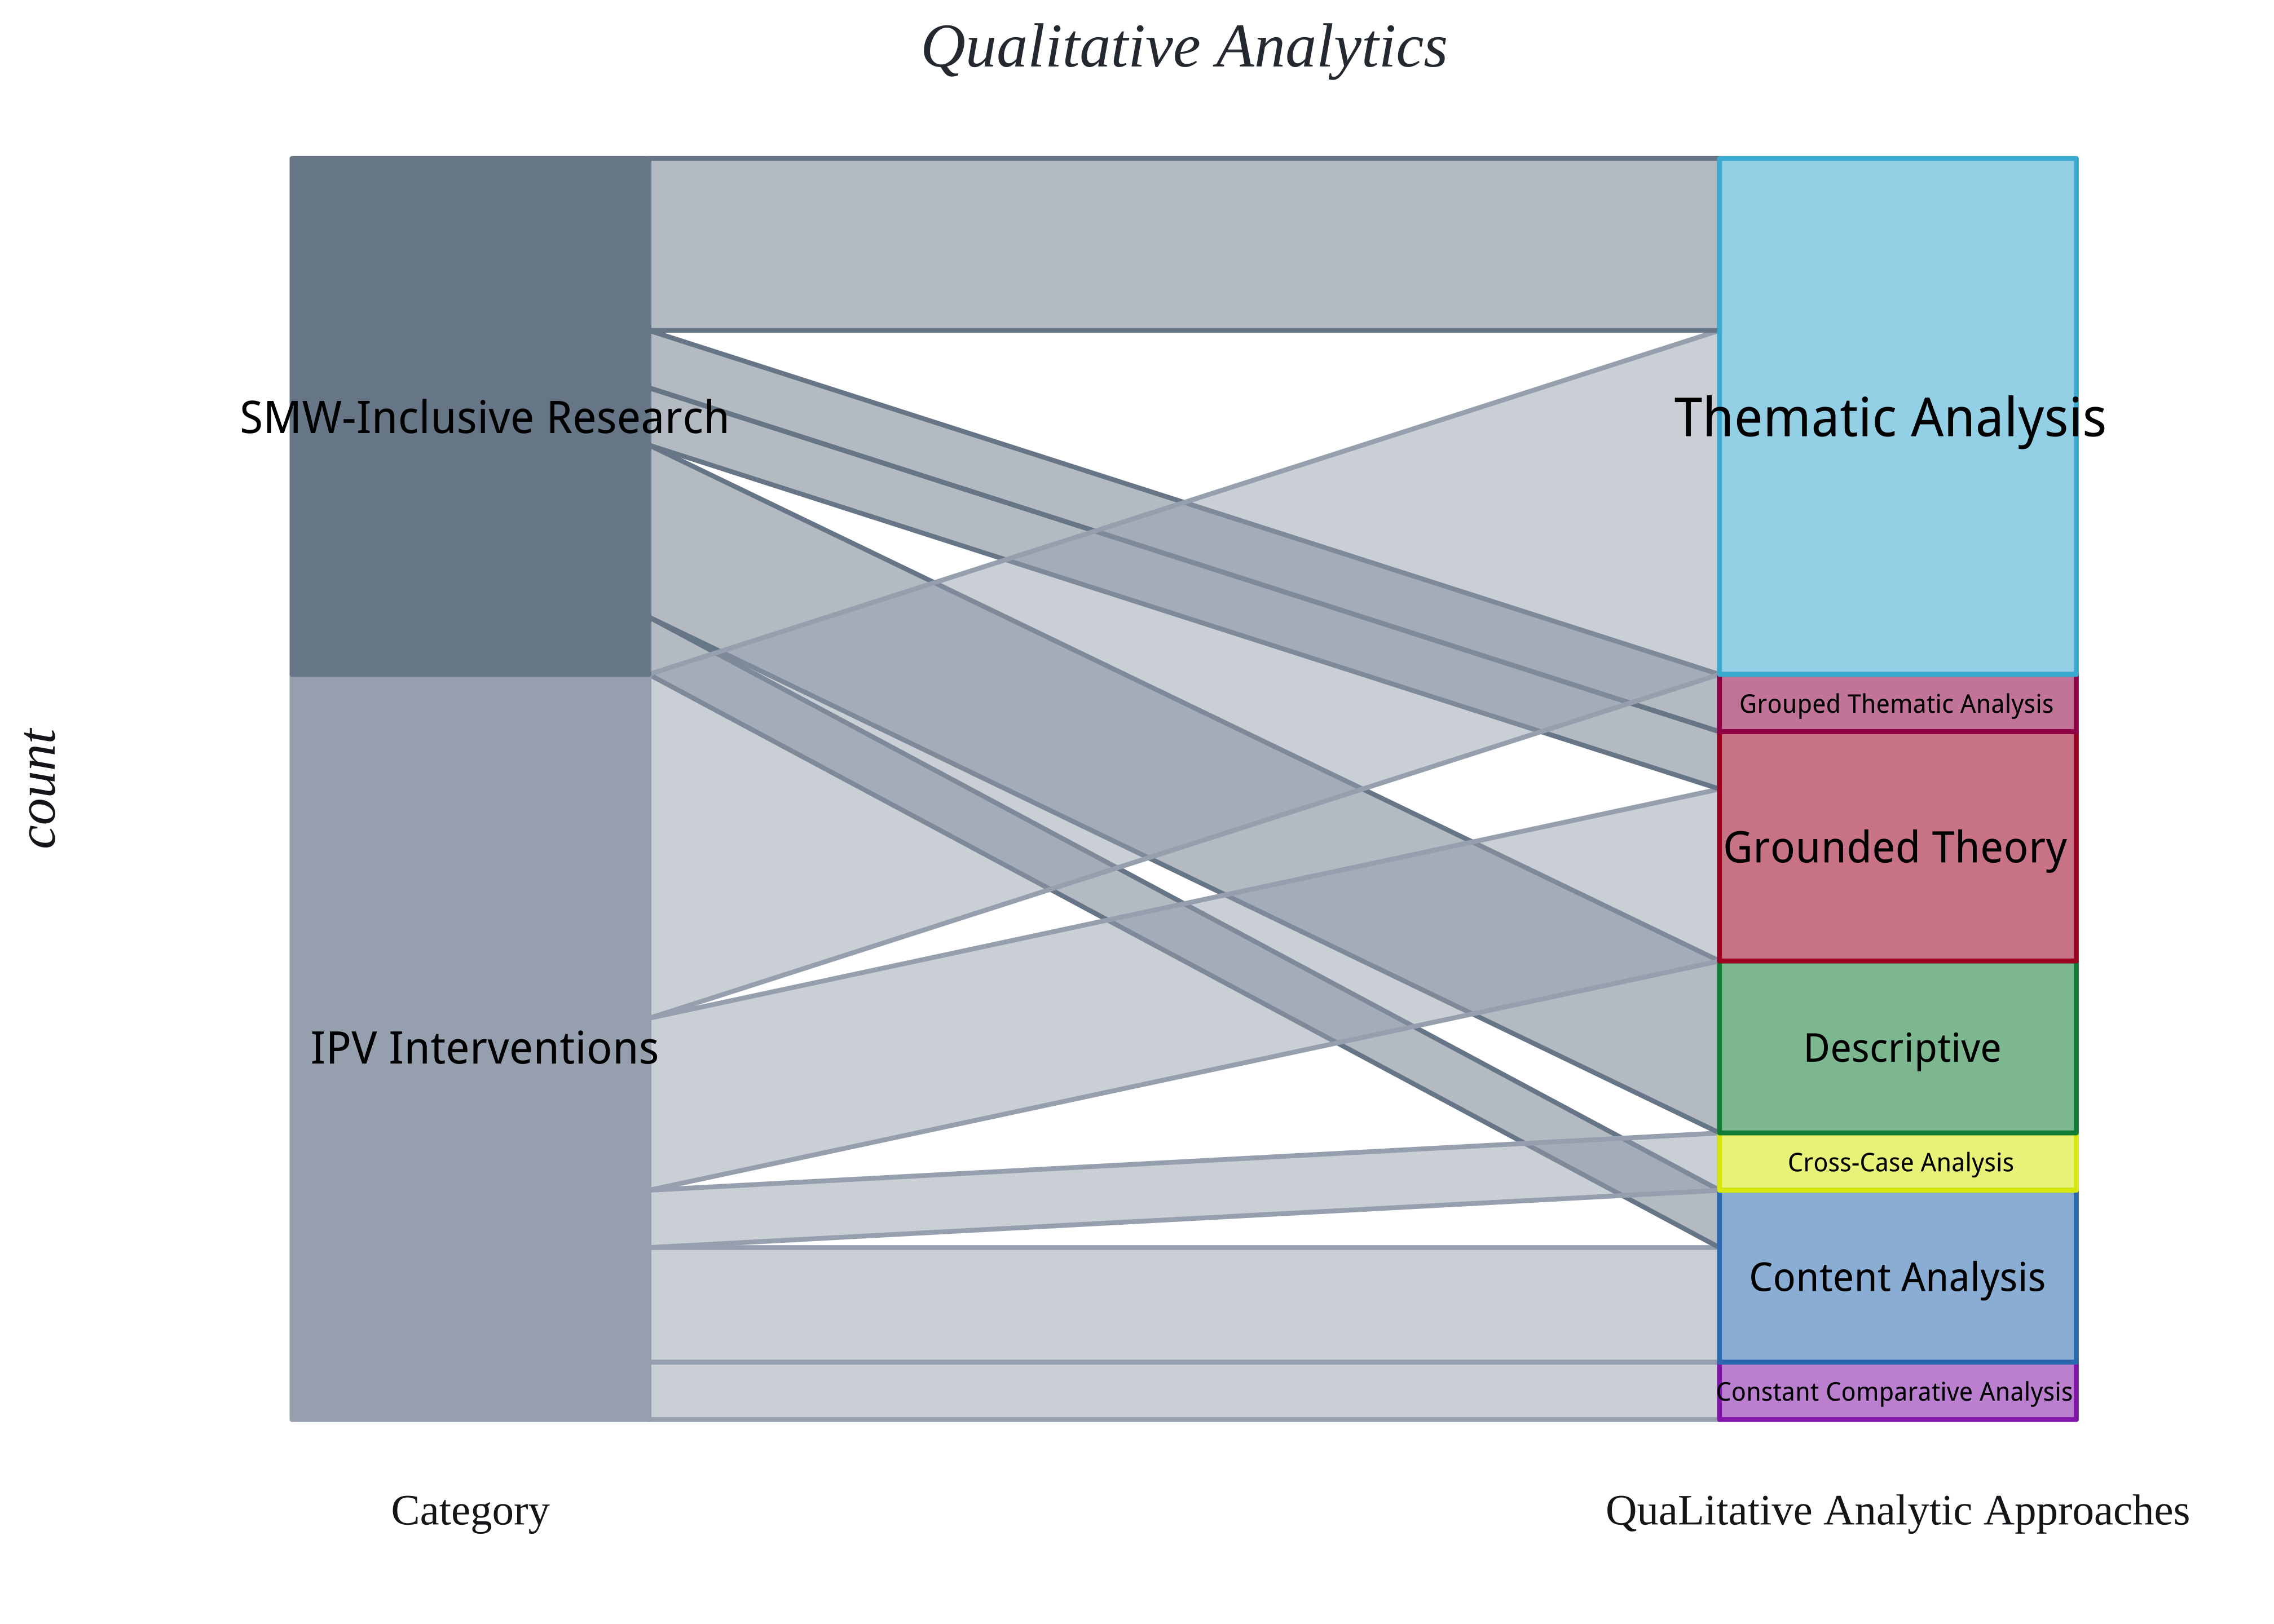 Qualitative Analytics
SMW-Inclusive Research
Thematic Analysis
Grouped Thematic Analysis
count
Grounded Theory
IPV Interventions
Descriptive
Cross-Case Analysis
Content Analysis
Constant Comparative Analysis
Category
QuaLitative Analytic Approaches